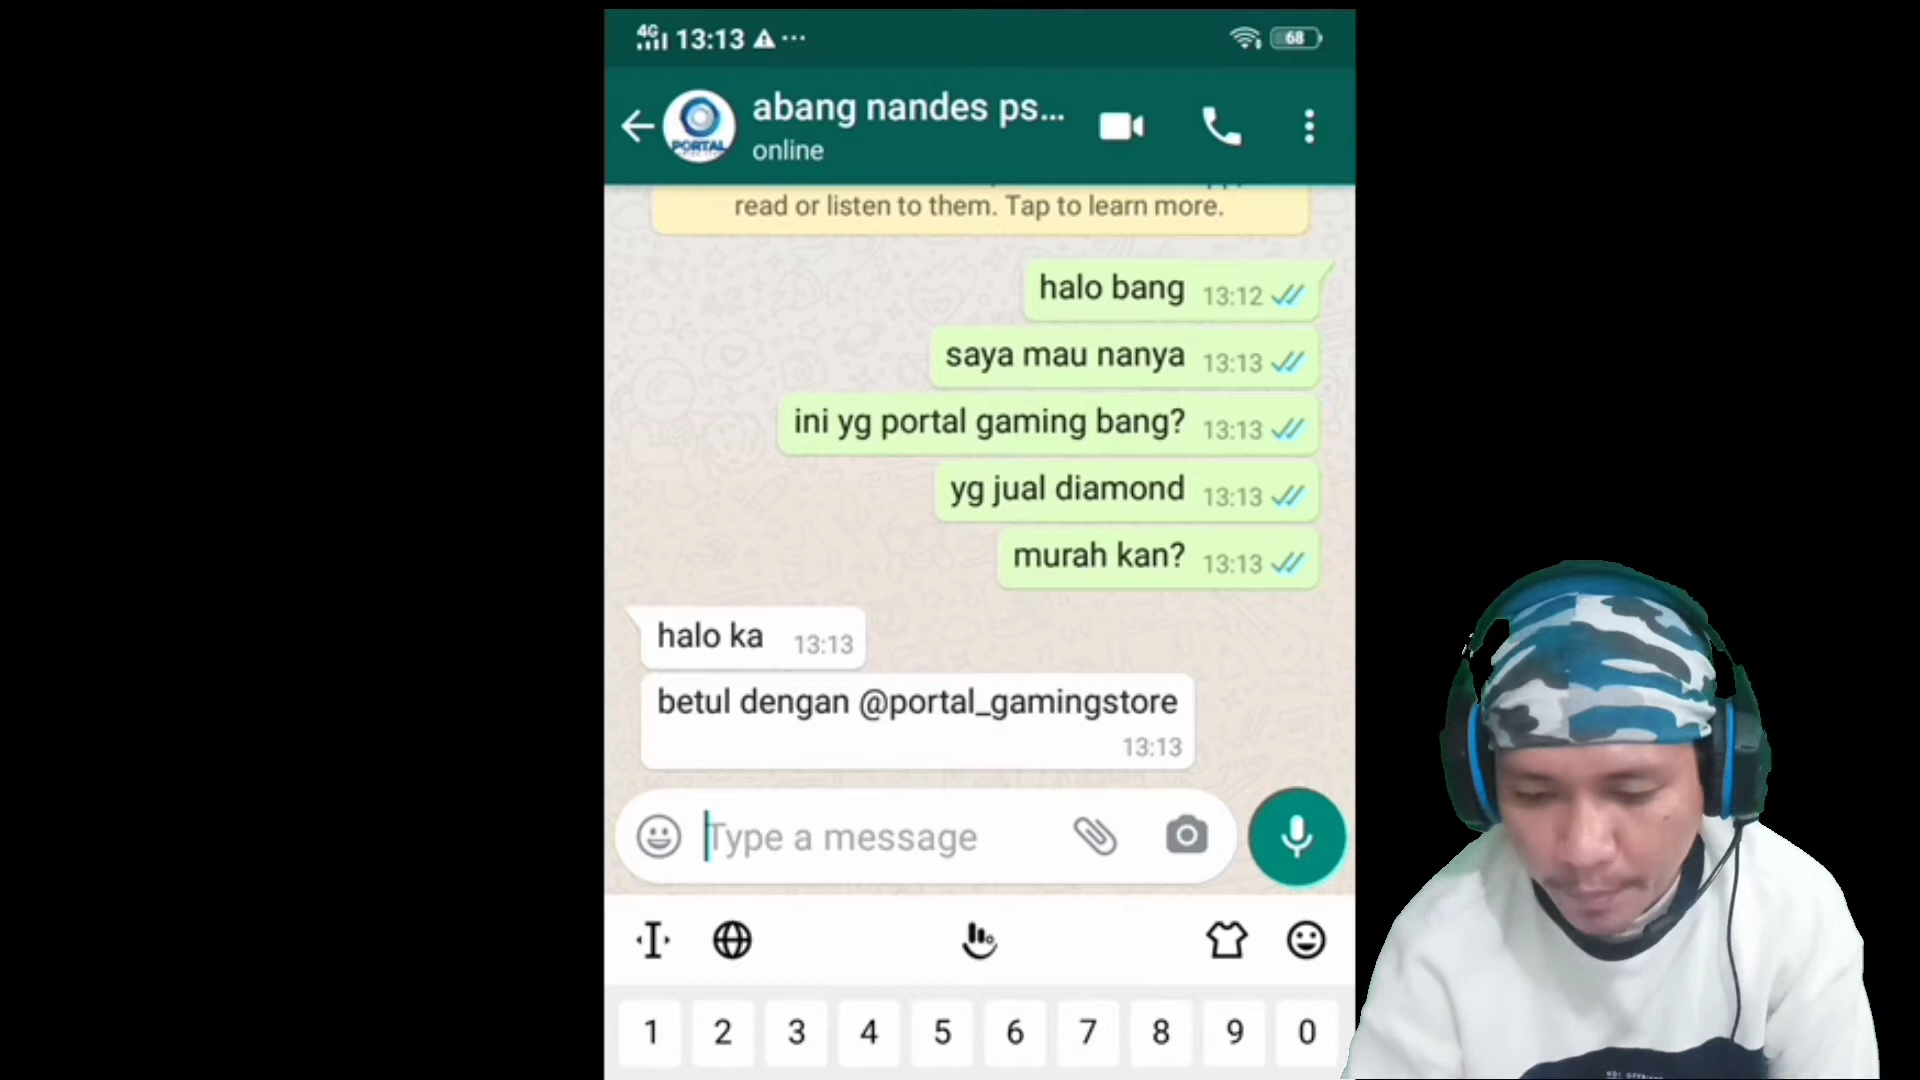 4G 13:13 ...
68
abang nandes ps...
online
PORTAL
read or listen to them. Tap to learn more.
halo bang 13:12
saya mau nanya 13:13
ini yg portal gaming bang? 13:13
yg jual diamond 13:13
murah kan? 13:13
halo ka 13:13
betul dengan @portal_gamingstore
13:13
Type a message
1 2 3 4 5 6 7 8 9 0